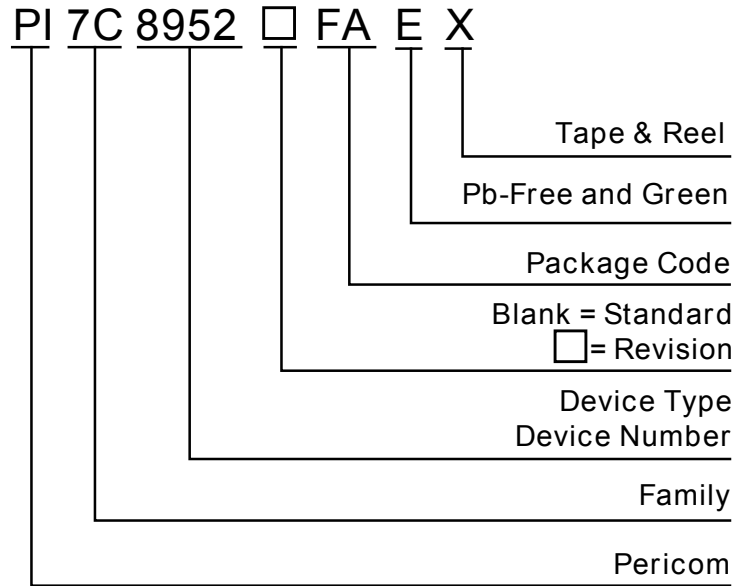 PI 7C 8952 □ FA E X
Tape & Reel
Pb-Free and Green
Package Code
Blank = Standard
□= Revision
Device Type
Device Number
Family
Pericom